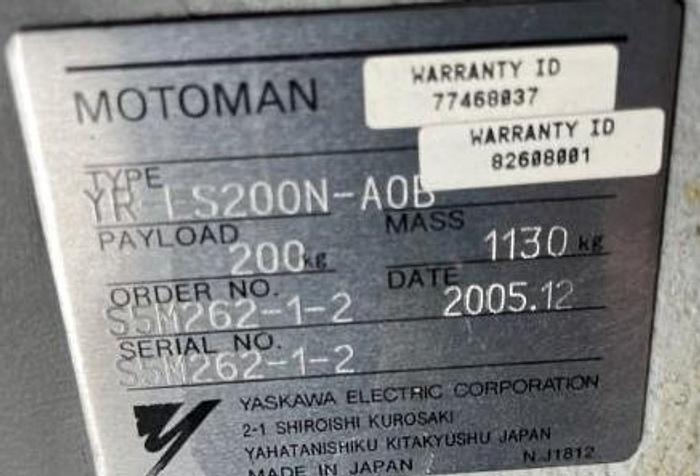 MOTOMAN
WARRANTY ID
77468037
WARRANTY ID
82608001
TYPE
YR-ES200N-A0B
PAYLOAD 200kg
MASS 1130 kg
ORDER NO. S5M262-1-2
DATE 2005.12
SERIAL NO. S5M262-1-2
YASKAWA ELECTRIC CORPORATION
2-1 SHIROISHI KUROSAKI
YAHATANISHIKU KITAKYUSHU JAPAN
MADE IN JAPAN
NJ1812